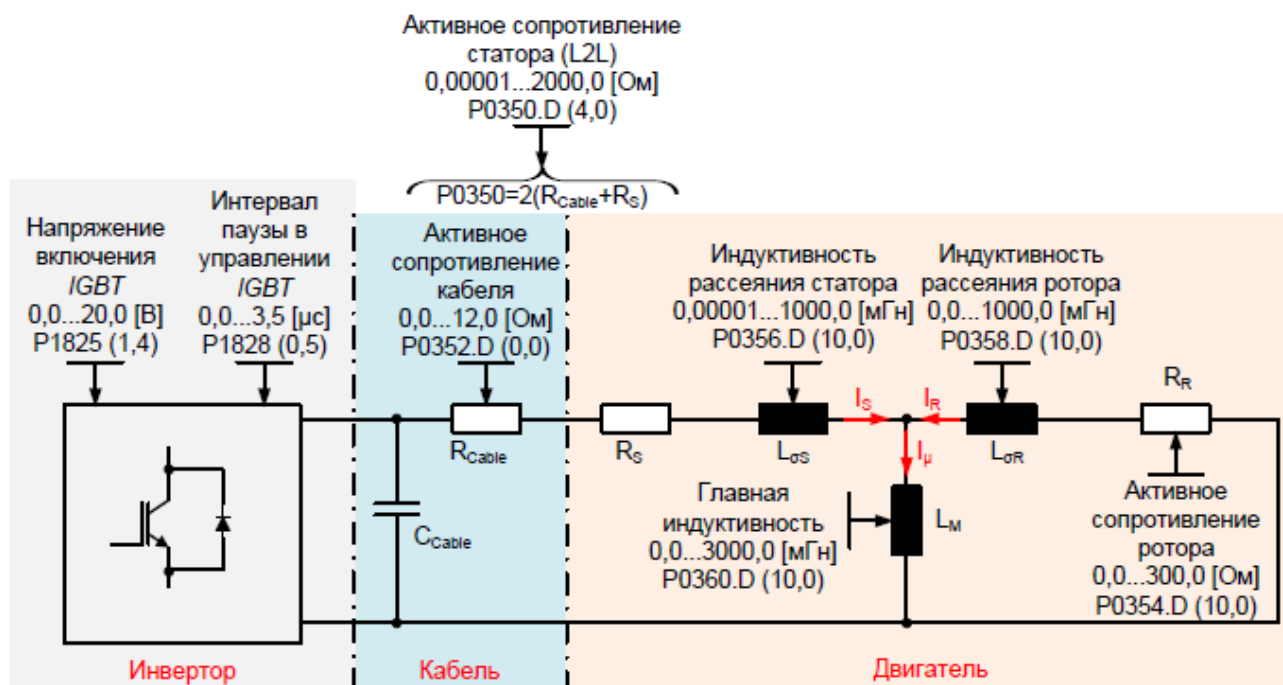 Активное сопротивление
статора (L2L)
0,00001...2000,0 [Ом]
P0350.D (4,0)
P0350=2(RCable+RS)
Напряжение
включения
IGBT
0,0...20,0 [В]
P1825 (1,4)
Интервал
паузы в
управлении
IGBT
0,0...3,5 [µс]
P1828 (0,5)
Активное
сопротивление
кабеля
0,0...12,0 [Ом]
P0352.D (0,0)
Индуктивность
рассеяния статора
0,00001...1000,0 [мГн]
P0356.D (10,0)
Индуктивность
рассеяния ротора
0,0...1000,0 [мГн]
P0358.D (10,0)
RR
IS
IR
RCable
RS
LσS
Iµ
LσR
CCable
Главная
индуктивность
0,0...3000,0 [мГн]
P0360.D (10,0)
LM
Активное
сопротивление
ротора
0,0...300,0 [Ом]
P0354.D (10,0)
Инвертор
Кабель
Двигатель